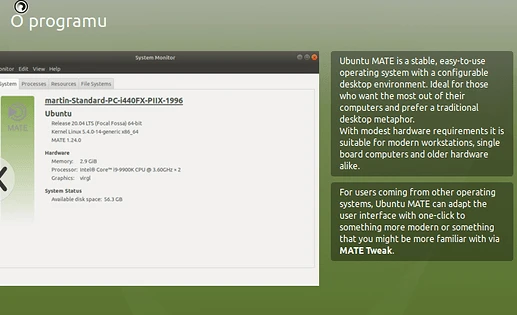 O programu
System Monitor
onitor Edit View Help
System Processes Resources File Systems
MATE
martin-Standard-PC-i440FX-PIIX-1996
Ubuntu
Release 20.04 LTS (Focal Fossa) 64-bit
Kernel Linux 5.4.0-14-generic x86_64
MATE 1.24.0
Hardware
Memory: 2.9 GiB
Processor: Intel® Core™ i9-9900K CPU @ 3.60GHz × 2
Graphics: virgl
System Status
Available disk space: 56.3 GB
Ubuntu MATE is a stable, easy-to-use
operating system with a configurable
desktop environment. Ideal for those
who want the most out of their
computers and prefer a traditional
desktop metaphor.
With modest hardware requirements it is
suitable for modern workstations, single
board computers and older hardware
alike.
For users coming from other operating
systems, Ubuntu MATE can adapt the
user interface with one-click to
something more modern or something
that you might be more familiar with via
MATE Tweak.